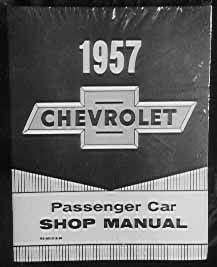 1957
CHEVROLET
Passenger Car
SHOP MANUAL